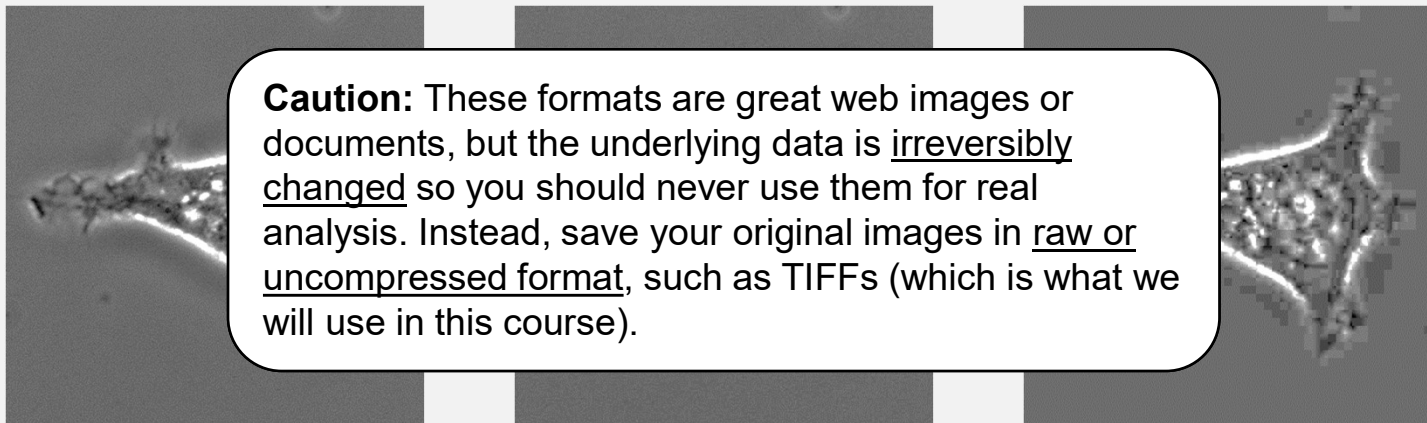 Caution: These formats are great web images or
documents, but the underlying data is irreversibly
changed so you should never use them for real
analysis. Instead, save your original images in raw or
uncompressed format, such as TIFFs (which is what we
will use in this course).